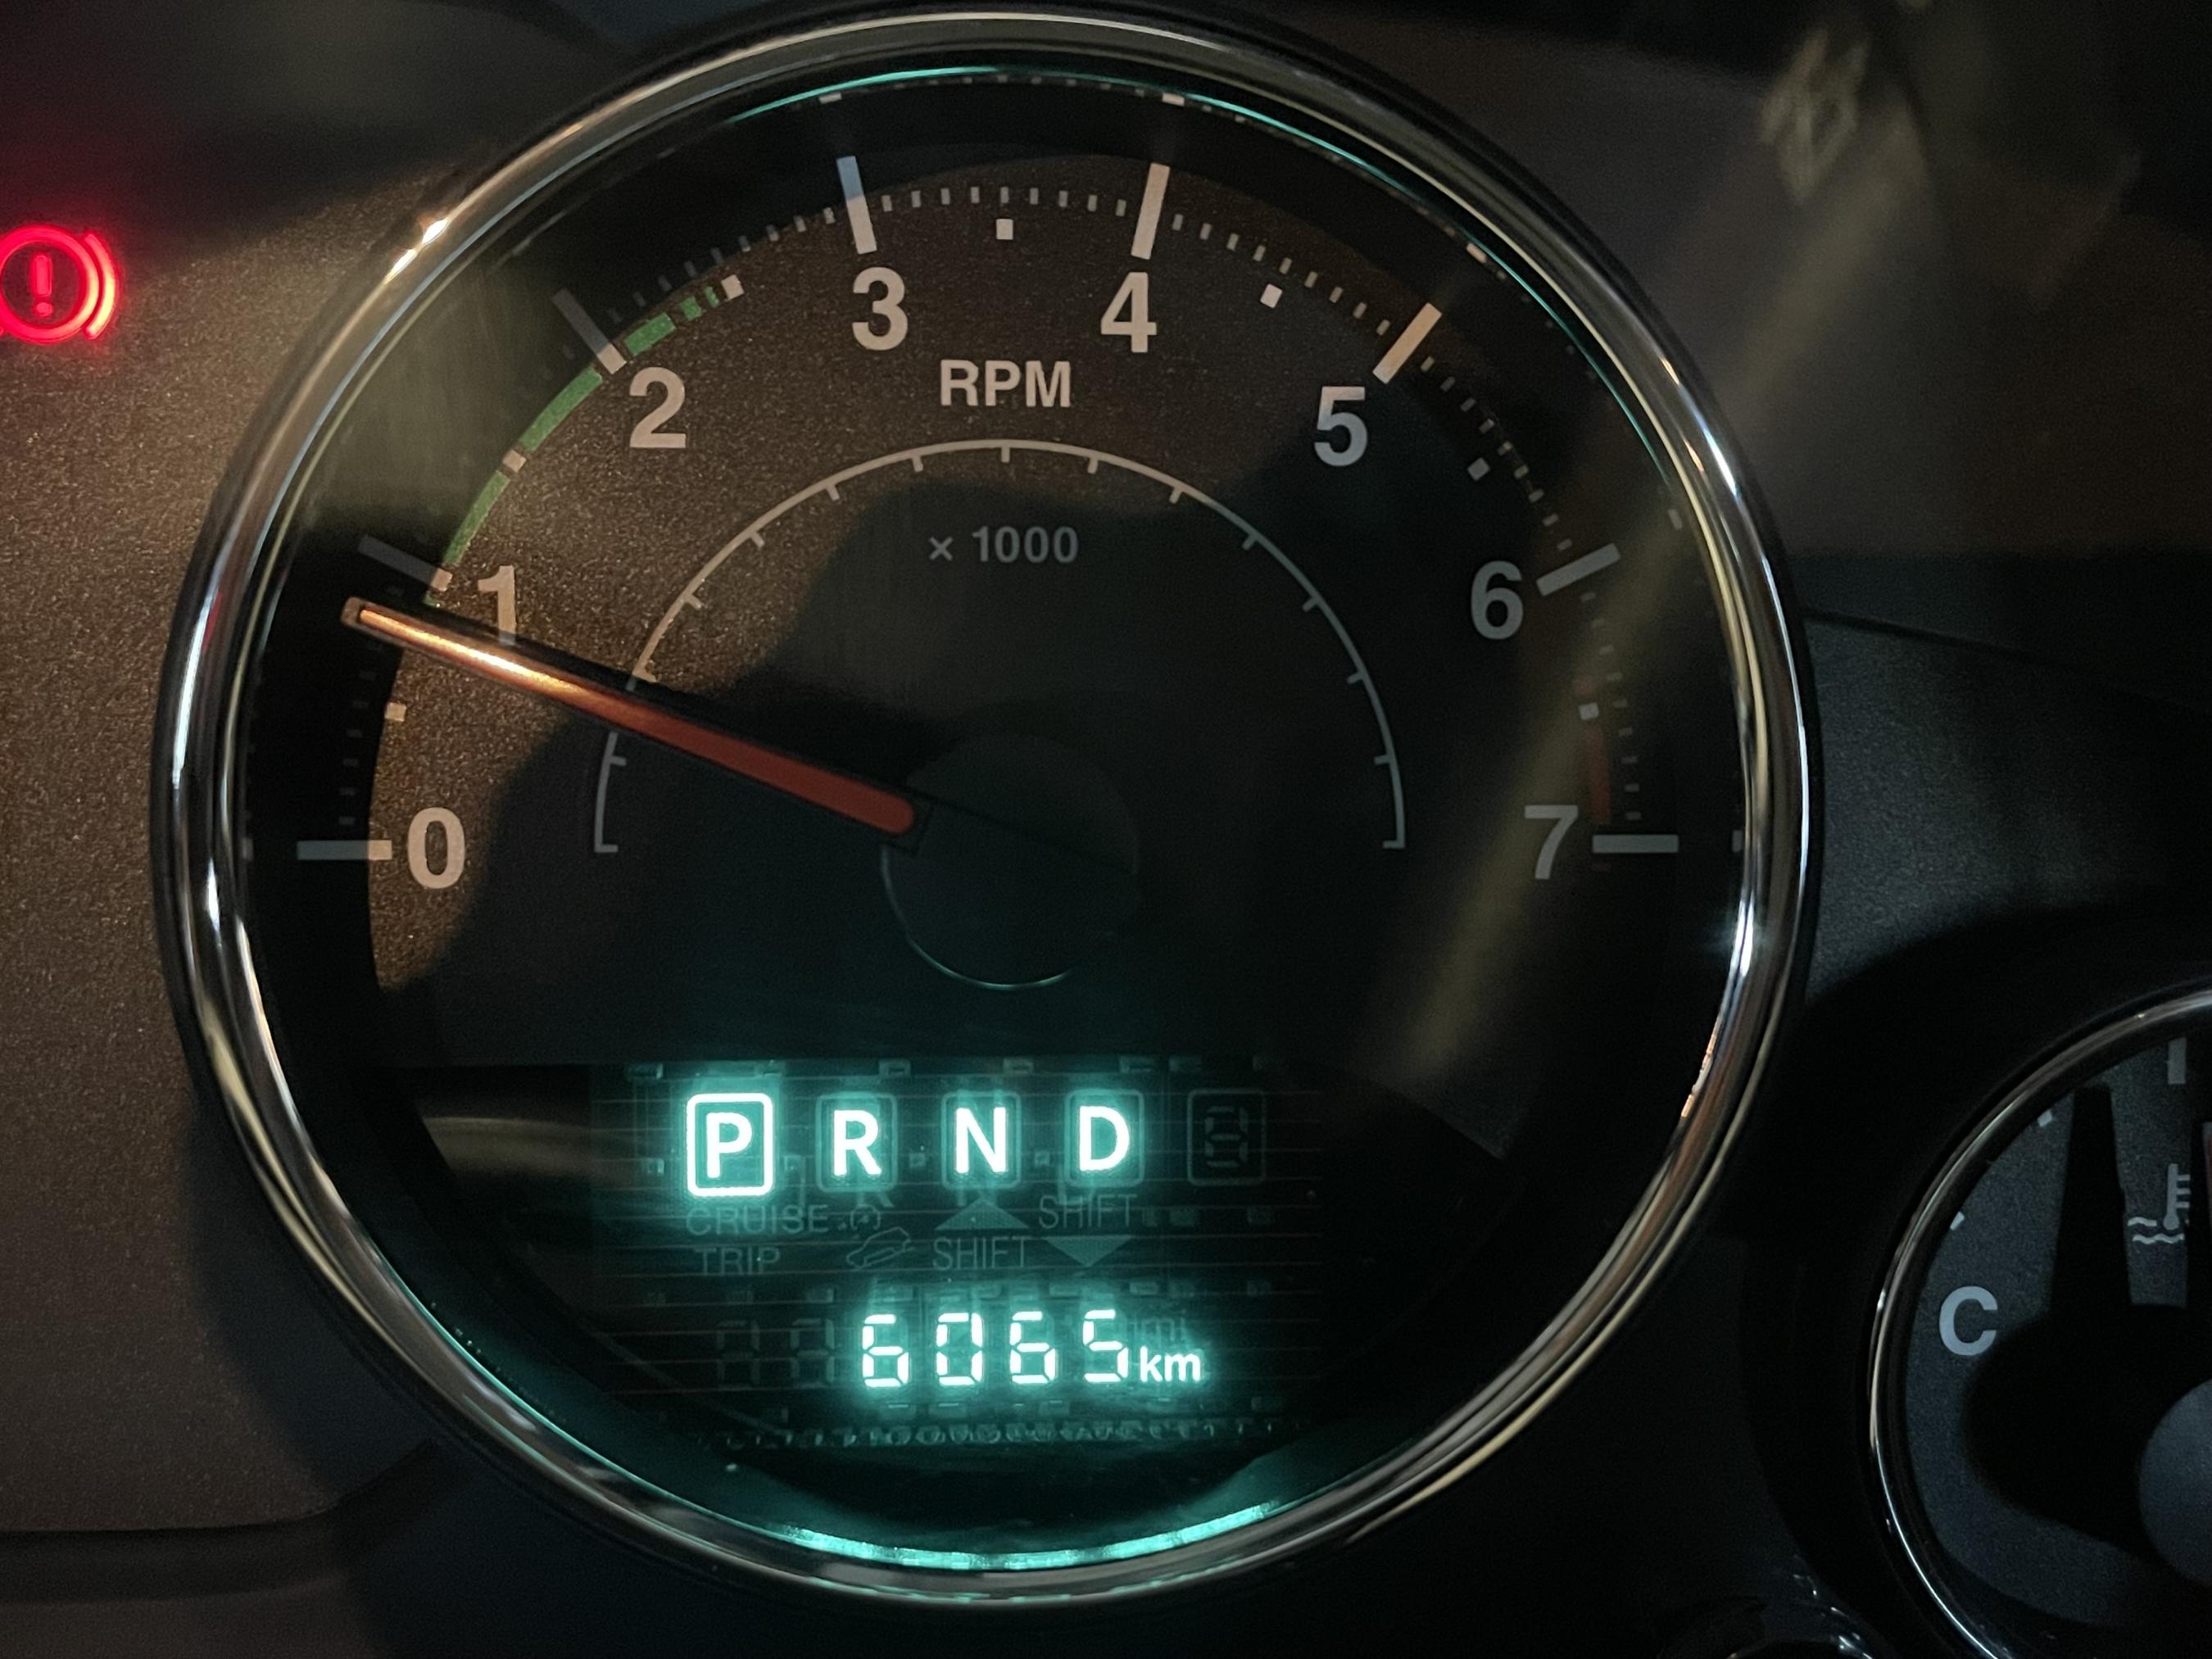 3 4
2 RPM 5
× 1000
1 6
0 7
P R N D
CRUISE SHIFT
TRIP SHIFT
6065 km
C